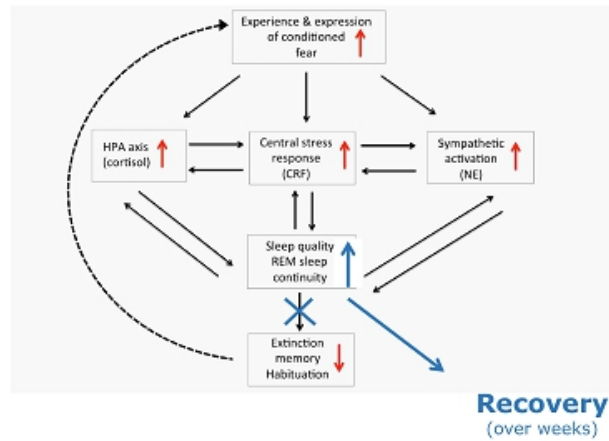 Experience & expression
of conditioned
fear
HPA axis
(cortisol)
Central stress
response
(CRF)
Sympathetic
activation
(NE)
Sleep quality
REM sleep
continuity
Extinction
memory
Habituation
Recovery
(over weeks)